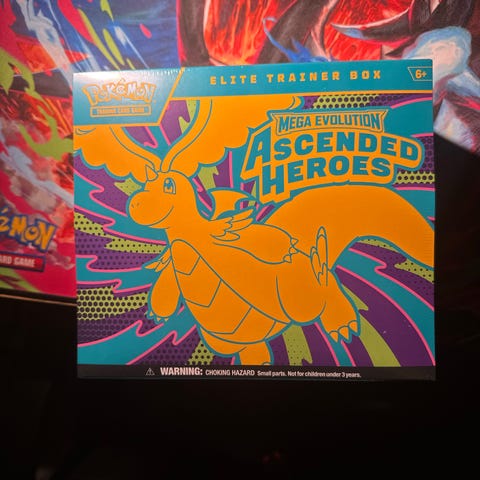 ELITE TRAINER BOX
6+
POKéMON
TRADING CARD GAME
MEGA EVOLUTION
ASCENDED
HEROES
WARNING: CHOKING HAZARD Small parts. Not for children under 3 years.